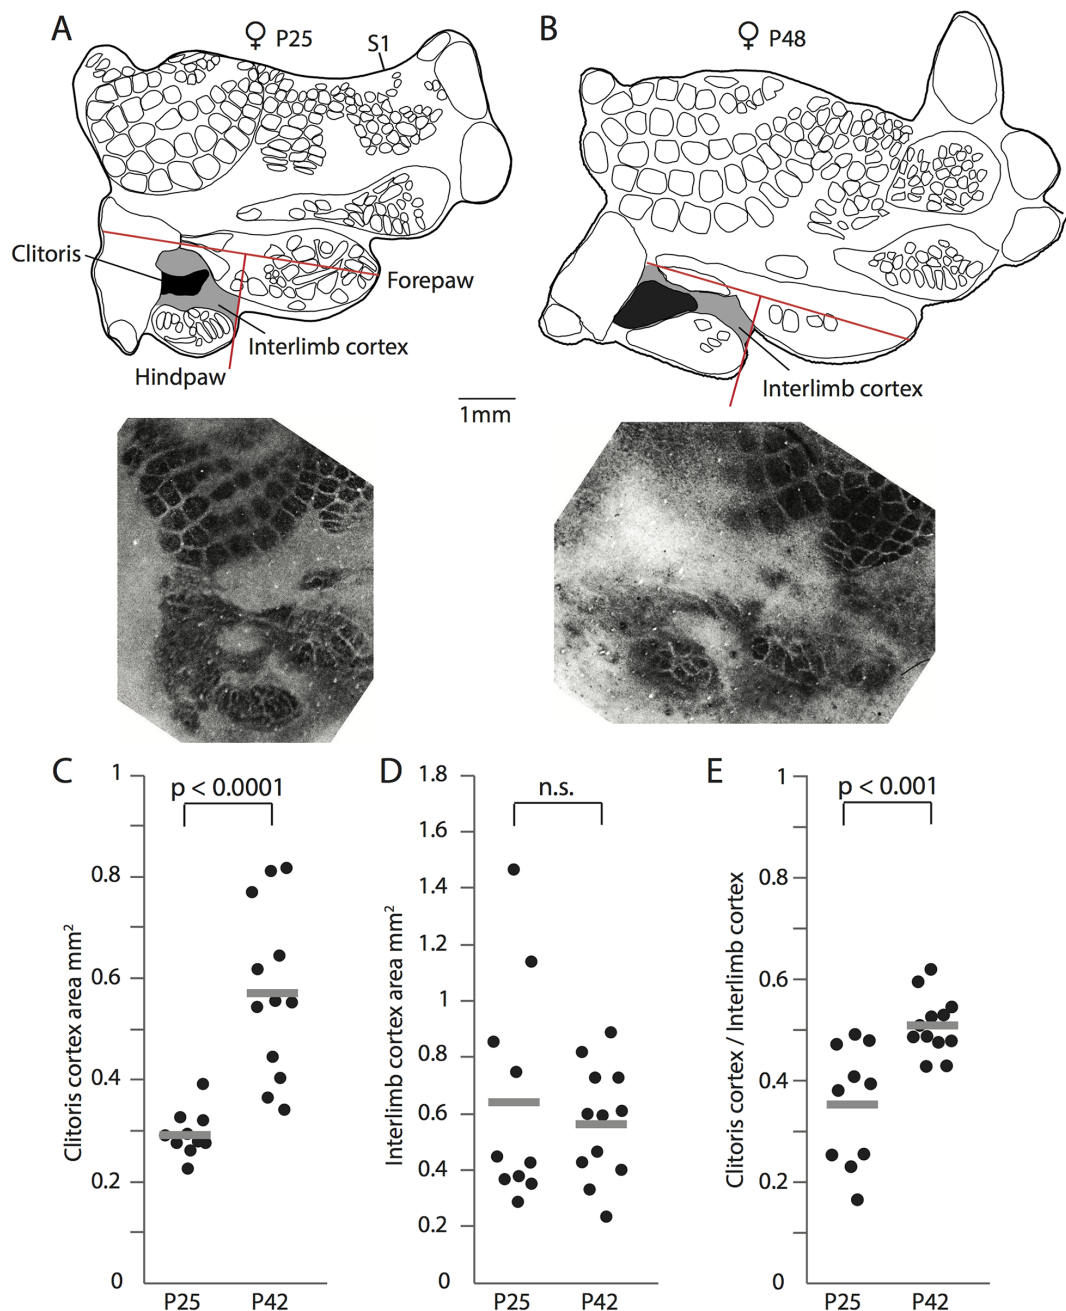 A
♀ P25
S1
Clitoris
Forepaw
Interlimb cortex
Hindpaw
B
♀ P48
Interlimb cortex
1mm
C
p < 0.0001
Clitoris cortex area mm²
1
0.8
0.6
0.4
0.2
0
P25 P42
D
n.s.
Interlimb cortex area mm²
1.8
1.6
1.4
1.2
1
0.8
0.6
0.4
0.2
0
P25 P42
E
p < 0.001
Clitoris cortex / Interlimb cortex
1
0.8
0.6
0.4
0.2
0
P25 P42